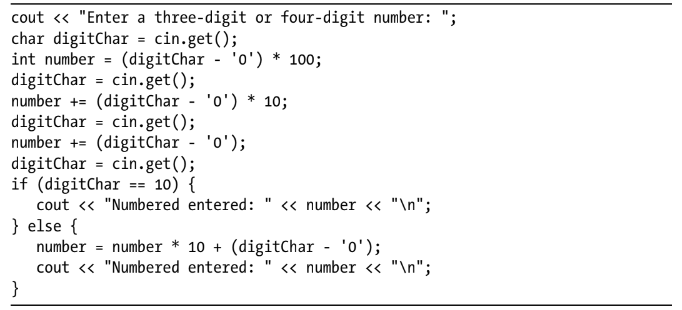 cout << "Enter a three-digit or four-digit number: ";
char digitChar = cin.get();
int number = (digitChar - '0') * 100;
digitChar = cin.get();
number += (digitChar - '0') * 10;
digitChar = cin.get();
number += (digitChar - '0');
digitChar = cin.get();
if (digitChar == 10) {
   cout << "Numbered entered: " << number << "\n";
} else {
   number = number * 10 + (digitChar - '0');
   cout << "Numbered entered: " << number << "\n";
}